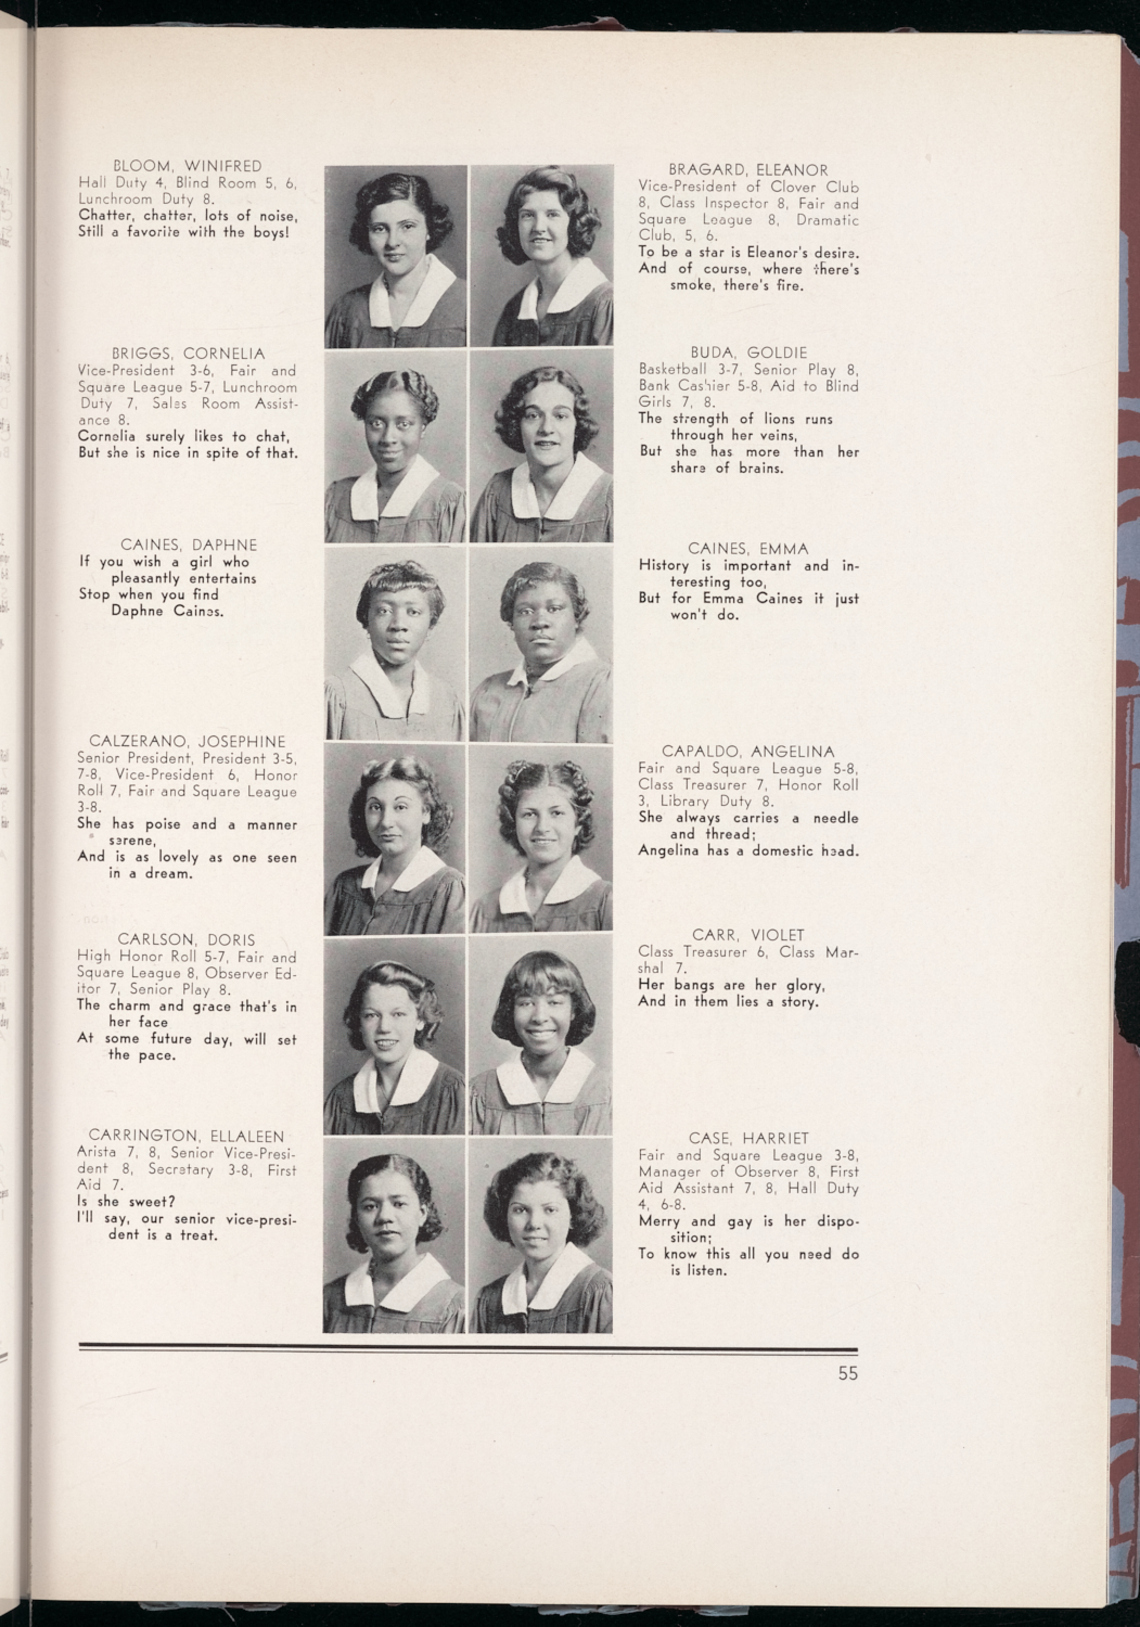 BLOOM, WINIFRED
Hall Duty 4, Blind Room 5, 6,
Lunchroom Duty 8.
Chatter, chatter, lots of noise,
Still a favorite with the boys!
BRAGARD, ELEANOR
Vice-President of Clover Club
8, Class Inspector 8, Fair and
Square League 8, Dramatic
Club, 5, 6.
To be a star is Eleanor's desire.
And of course, where there's
smoke, there's fire.
BRIGGS, CORNELIA
Vice-President 3-6, Fair and
Square League 5-7, Lunchroom
Duty 7, Sales Room Assist-
ance 8.
Cornelia surely likes to chat,
But she is nice in spite of that.
BUDA, GOLDIE
Basketball 3-7, Senior Play 8,
Bank Cashier 5-8, Aid to Blind
Girls 7, 8.
The strength of lions runs
through her veins,
But she has more than her
share of brains.
CAINES, DAPHNE
If you wish a girl who
pleasantly entertains
Stop when you find
Daphne Caines.
CAINES, EMMA
History is important and in-
teresting too,
But for Emma Caines it just
won't do.
CALZERANO, JOSEPHINE
Senior President, President 3-5,
7-8, Vice-President 6, Honor
Roll 7, Fair and Square League
3-8.
She has poise and a manner
serene,
And is as lovely as one seen
in a dream.
CAPALDO, ANGELINA
Fair and Square League 5-8,
Class Treasurer 7, Honor Roll
3, Library Duty 8.
She always carries a needle
and thread;
Angelina has a domestic head.
CARLSON, DORIS
High Honor Roll 5-7, Fair and
Square League 8, Observer Ed-
itor 7, Senior Play 8.
The charm and grace that's in
her face
At some future day, will set
the pace.
CARR, VIOLET
Class Treasurer 6, Class Mar-
shal 7.
Her bangs are her glory,
And in them lies a story.
CARRINGTON, ELLALEEN
Arista 7, 8, Senior Vice-Presi-
dent 8, Secretary 3-8, First
Aid 7.
Is she sweet?
I'll say, our senior vice-presi-
dent is a treat.
CASE, HARRIET
Fair and Square League 3-8,
Manager of Observer 8, First
Aid Assistant 7, 8, Hall Duty
4, 6-8.
Merry and gay is her dispo-
sition;
To know this all you need do
is listen.
55